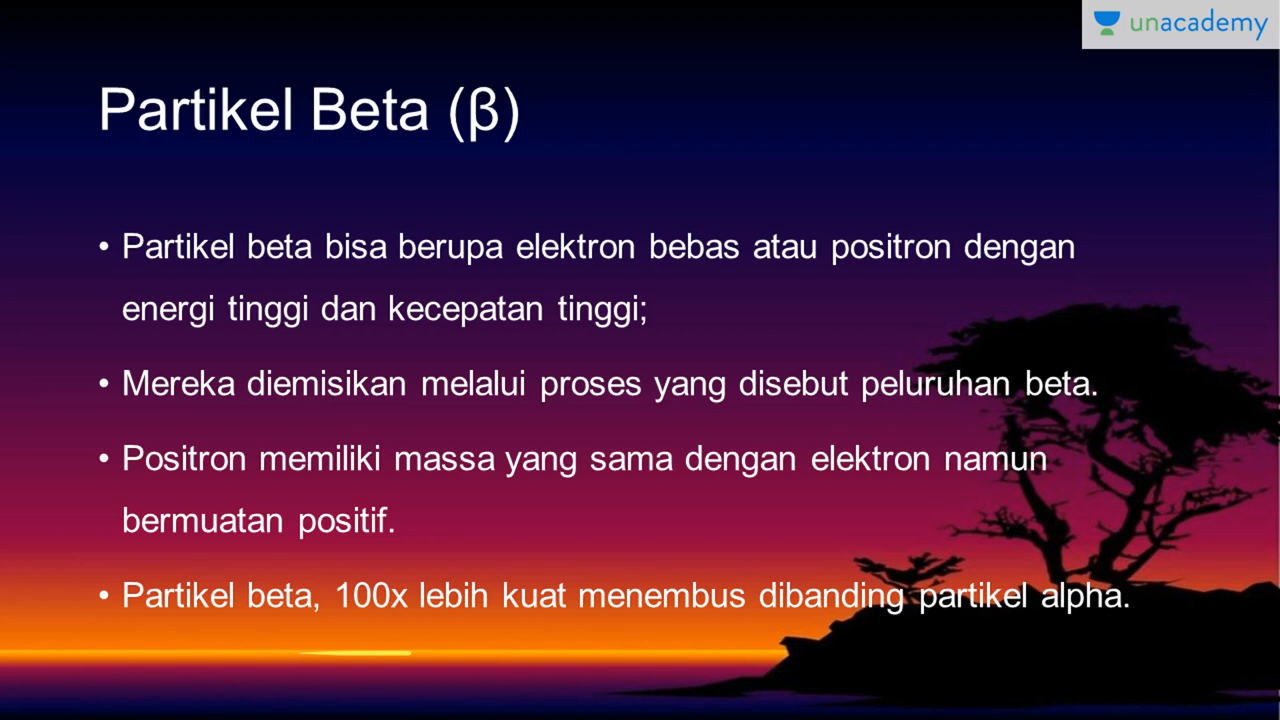 unacademy
Partikel Beta (β)
• Partikel beta bisa berupa elektron bebas atau positron dengan
energi tinggi dan kecepatan tinggi;
• Mereka diemisikan melalui proses yang disebut peluruhan beta.
• Positron memiliki massa yang sama dengan elektron namun
bermuatan positif.
• Partikel beta, 100x lebih kuat menembus dibanding partikel alpha.